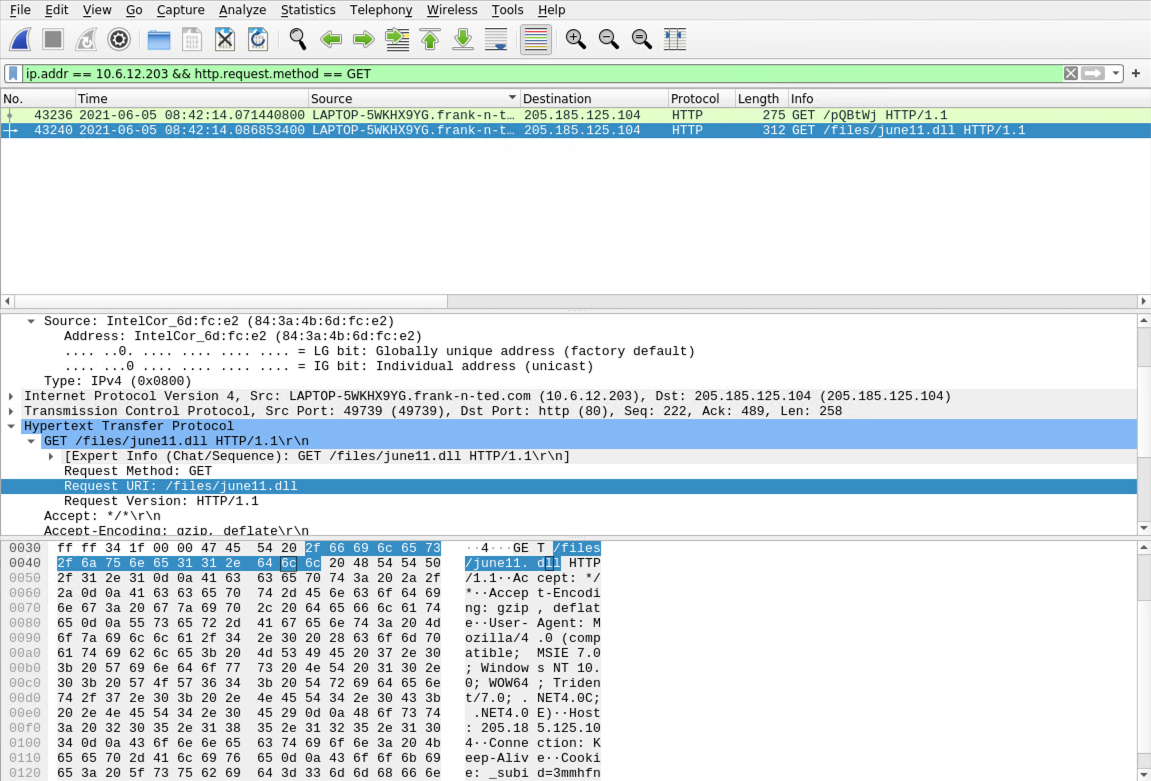 File Edit View Go Capture Analyze Statistics Telephony Wireless Tools Help
ip.addr == 10.6.12.203 && http.request.method == GET
No. Time Source Destination Protocol Length Info
43236 2021-06-05 08:42:14.071440800 LAPTOP-5WKHX9YG.frank-n-t… 205.185.125.104 HTTP 275 GET /pQBtWj HTTP/1.1
43240 2021-06-05 08:42:14.086853400 LAPTOP-5WKHX9YG.frank-n-t… 205.185.125.104 HTTP 312 GET /files/june11.dll HTTP/1.1
Source: IntelCor_6d:fc:e2 (84:3a:4b:6d:fc:e2)
Address: IntelCor_6d:fc:e2 (84:3a:4b:6d:fc:e2)
.... ..0. .... .... .... .... = LG bit: Globally unique address (factory default)
.... ...0 .... .... .... .... = IG bit: Individual address (unicast)
Type: IPv4 (0x0800)
Internet Protocol Version 4, Src: LAPTOP-5WKHX9YG.frank-n-ted.com (10.6.12.203), Dst: 205.185.125.104 (205.185.125.104)
Transmission Control Protocol, Src Port: 49739 (49739), Dst Port: http (80), Seq: 222, Ack: 489, Len: 258
Hypertext Transfer Protocol
GET /files/june11.dll HTTP/1.1\r\n
[Expert Info (Chat/Sequence): GET /files/june11.dll HTTP/1.1\r\n]
Request Method: GET
Request URI: /files/june11.dll
Request Version: HTTP/1.1
Accept: */*\r\n
Accept-Encoding: gzip, deflate\r\n
0030 ff ff 34 1f 00 00 47 45 54 20 2f 66 69 6c 65 73 ··4···GE T /files
0040 2f 6a 75 6e 65 31 31 2e 64 6c 6c 20 48 54 54 50 /june11. dll HTTP
0050 2f 31 2e 31 0d 0a 41 63 63 65 70 74 3a 20 2a 2f /1.1··Ac cept: */
0060 2a 0d 0a 41 63 63 65 70 74 2d 45 6e 63 6f 64 69 *··Accep t-Encodi
0070 6e 67 3a 20 67 7a 69 70 2c 20 64 65 66 6c 61 74 ng: gzip , deflat
0080 65 0d 0a 55 73 65 72 2d 41 67 65 6e 74 3a 20 4d e··User- Agent: M
0090 6f 7a 69 6c 6c 61 2f 34 2e 30 20 28 63 6f 6d 70 ozilla/4 .0 (comp
00a0 61 74 69 62 6c 65 3b 20 4d 53 49 45 20 37 2e 30 atible; MSIE 7.0
00b0 3b 20 57 69 6e 64 6f 77 73 20 4e 54 20 31 30 2e ; Window s NT 10.
00c0 30 3b 20 57 4f 57 36 34 3b 20 54 72 69 64 65 6e 0; WOW64 ; Triden
00d0 74 2f 37 2e 30 3b 20 2e 4e 45 54 34 2e 30 43 3b t/7.0; . NET4.0C;
00e0 20 2e 4e 45 54 34 2e 30 45 29 0d 0a 48 6f 73 74 .NET4.0 E)··Host
00f0 3a 20 32 30 35 2e 31 38 35 2e 31 32 35 2e 31 30 : 205.18 5.125.10
0100 34 0d 0a 43 6f 6e 6e 65 63 74 69 6f 6e 3a 20 4b 4··Conne ction: K
0110 65 65 70 2d 41 6c 69 76 65 0d 0a 43 6f 6f 6b 69 eep-Aliv e··Cooki
0120 65 3a 20 5f 73 75 62 69 64 3d 33 6d 6d 68 66 6e e: _subi d=3mmhfn